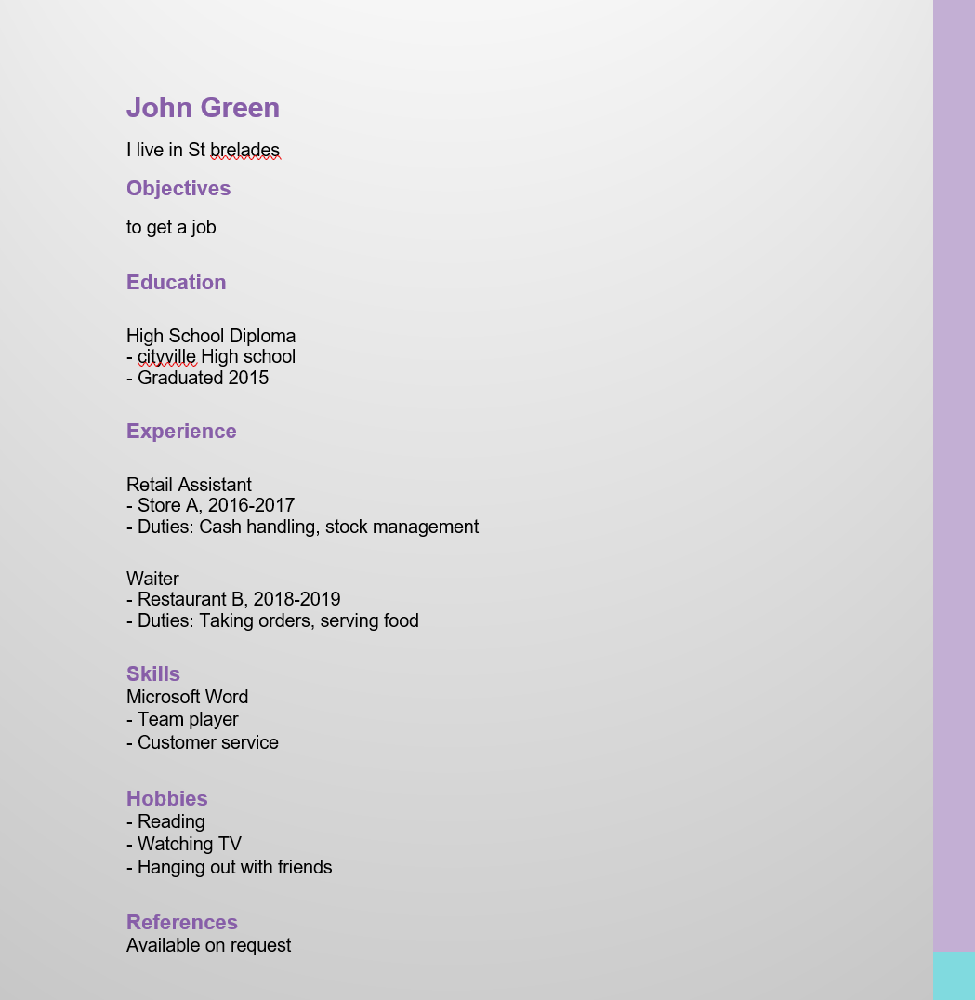 John Green
I live in St brelades
Objectives
to get a job
Education
High School Diploma
- cityville High school
- Graduated 2015
Experience
Retail Assistant
- Store A, 2016-2017
- Duties: Cash handling, stock management
Waiter
- Restaurant B, 2018-2019
- Duties: Taking orders, serving food
Skills
Microsoft Word
- Team player
- Customer service
Hobbies
- Reading
- Watching TV
- Hanging out with friends
References
Available on request